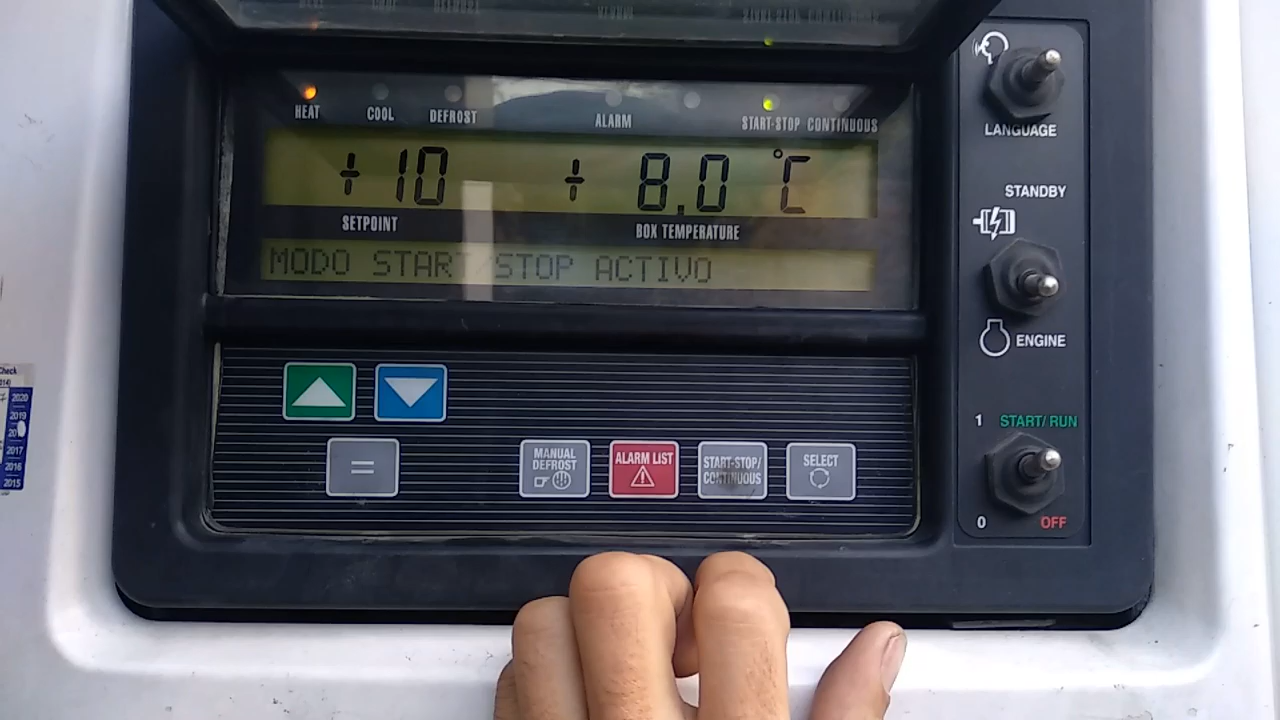 HEAT COOL DEFROST ALARM START-STOP CONTINUOUS
+10 + 8.0 °C
SETPOINT BOX TEMPERATURE
MODO START STOP ACTIVO
LANGUAGE
STANDBY
ENGINE
1 START/RUN
0 OFF
=
MANUAL DEFROST
ALARM LIST
START-STOP/
CONTINUOUS
SELECT
Check
2020
2019
2017
2016
2015